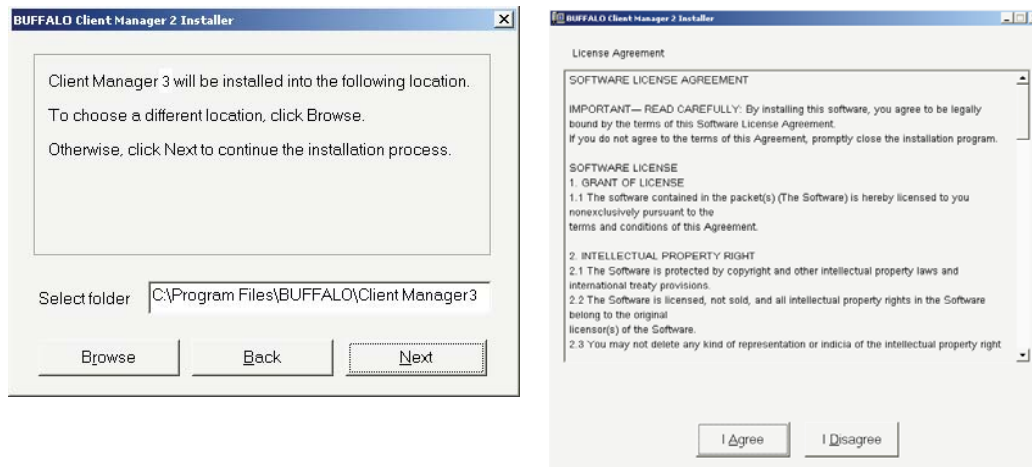 BUFFALO Client Manager 2 Installer
Client Manager 3 will be installed into the following location.
To choose a different location, click Browse.
Otherwise, click Next to continue the installation process.
Select folder
C:\Program Files\BUFFALO\Client Manager3
Browse
Back
Next
BUFFALO Client Manager 2 Installer
License Agreement
SOFTWARE LICENSE AGREEMENT
IMPORTANT— READ CAREFULLY: By installing this software, you agree to be legally
bound by the terms of this Software License Agreement.
If you do not agree to the terms of this Agreement, promptly close the installation program.
SOFTWARE LICENSE
1. GRANT OF LICENSE
1.1 The software contained in the packet(s) (The Software) is hereby licensed to you
nonexclusively pursuant to the
terms and conditions of this Agreement.
2. INTELLECTUAL PROPERTY RIGHT
2.1 The Software is protected by copyright and other intellectual property laws and
international treaty provisions.
2.2 The Software is licensed, not sold, and all intellectual property rights in the Software
belong to the original
licensor(s) of the Software.
2.3 You may not delete any kind of representation or indicia of the intellectual property right
I Agree
I Disagree